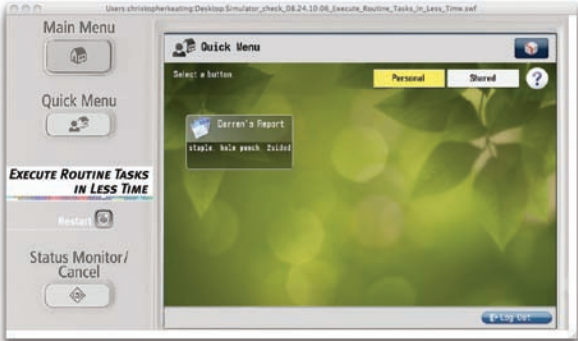 Users:christopherkeating:Desktop:Simulator_check_08.24.10:06_Execute_Routine_Tasks_in_Less_Time.swf
Main Menu
Quick Menu
EXECUTE ROUTINE TASKS
IN LESS TIME
Restart
Status Monitor/
Cancel
Quick Menu
Select a button.
Personal
Shared
?
Darren's Report
staple, hole punch, 2sided
Log Out